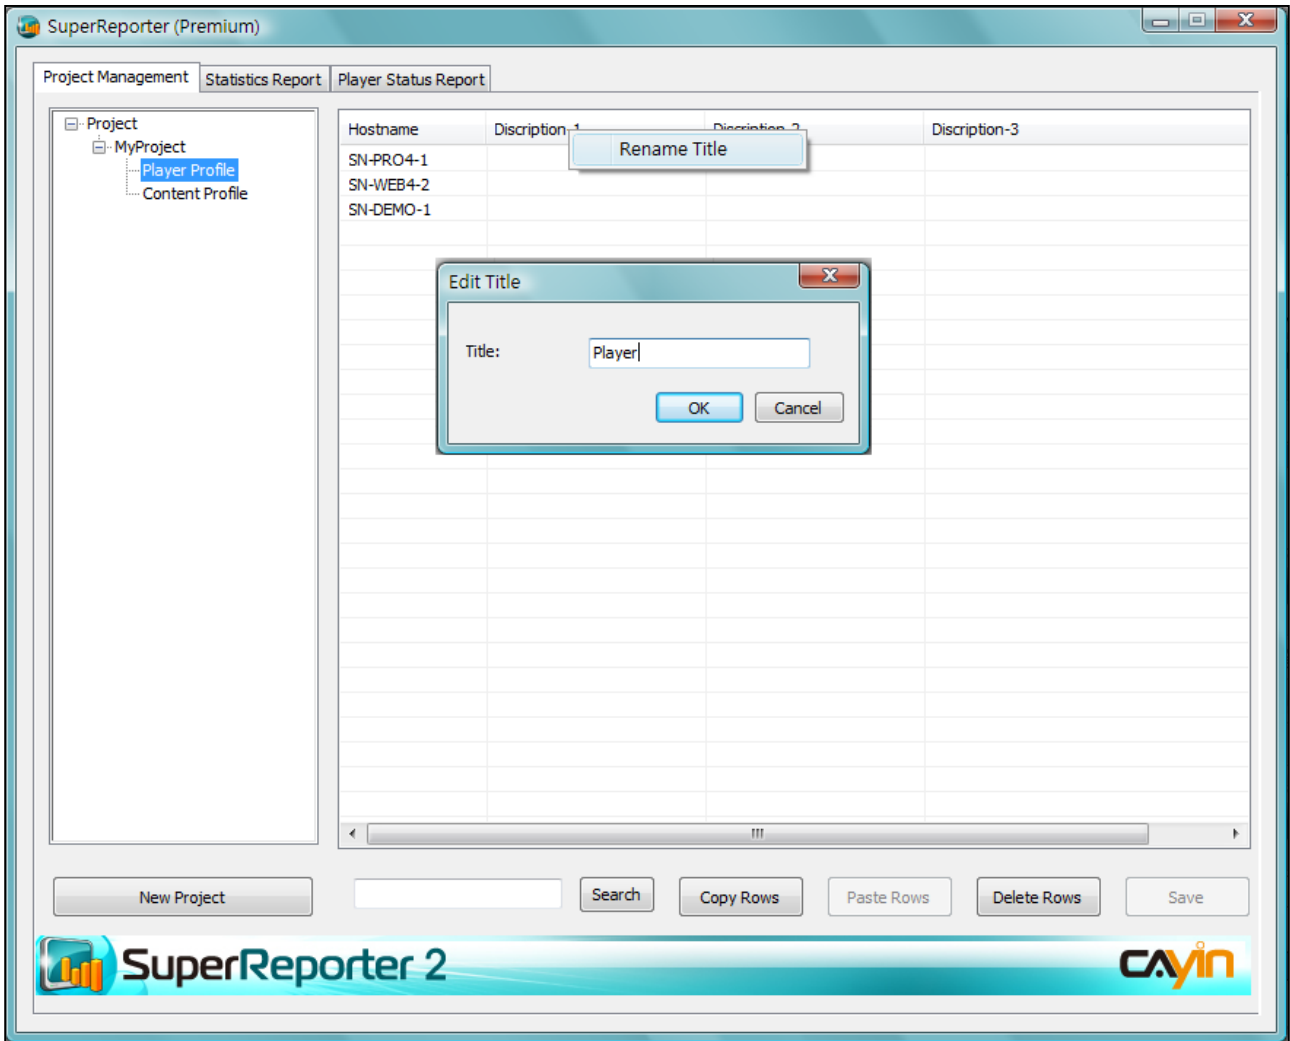 SuperReporter (Premium)
Project Management Statistics Report Player Status Report
Project
MyProject
Player Profile
Content Profile
Hostname Discription-1 Discription-2 Discription-3
Rename Title
SN-PRO4-1
SN-WEB4-2
SN-DEMO-1
Edit Title
Title: Player
OK Cancel
New Project Search Copy Rows Paste Rows Delete Rows Save
SuperReporter 2 CAYIN